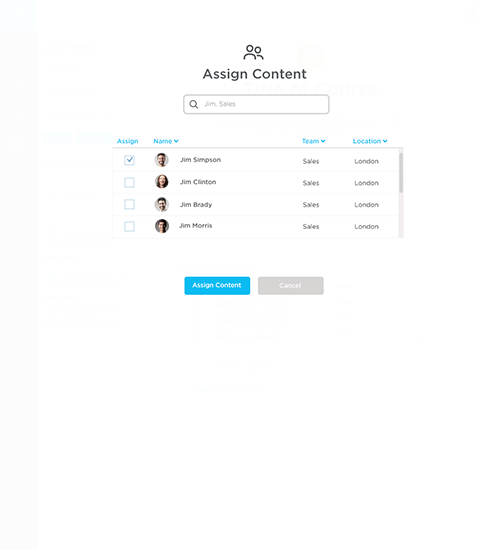 Assign Content
Jim, Sales
Assign Name Team Location
Jim Simpson Sales London
Jim Clinton Sales London
Jim Brady Sales London
Jim Morris Sales London
Assign Content Cancel